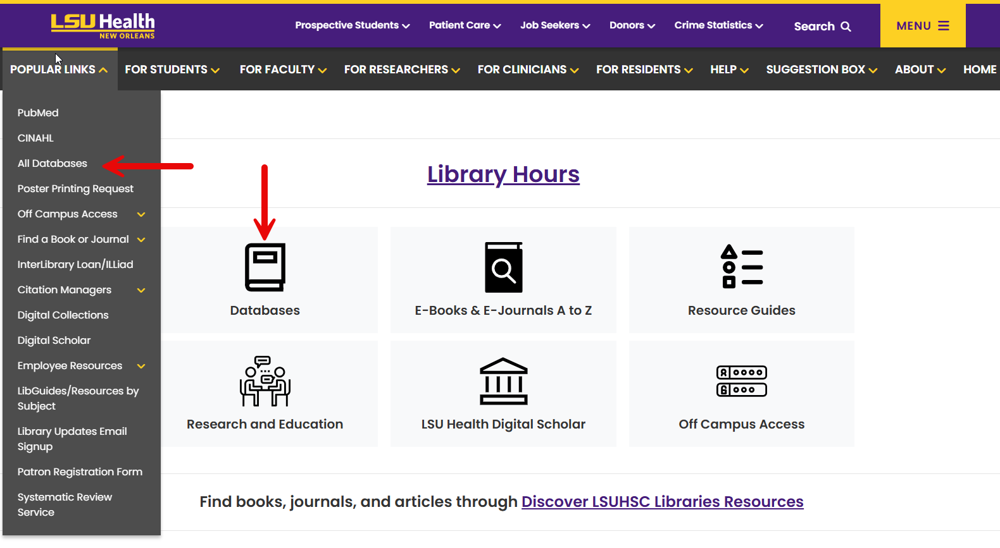 LSU Health
NEW ORLEANS
Prospective Students
Patient Care
Job Seekers
Donors
Crime Statistics
Search
MENU
POPULAR LINKS
FOR STUDENTS
FOR FACULTY
FOR RESEARCHERS
FOR CLINICIANS
FOR RESIDENTS
HELP
SUGGESTION BOX
ABOUT
HOME
PubMed
CINAHL
All Databases
Poster Printing Request
Off Campus Access
Find a Book or Journal
InterLibrary Loan/ILLiad
Citation Managers
Digital Collections
Digital Scholar
Employee Resources
LibGuides/Resources by
Subject
Library Updates Email
Signup
Patron Registration Form
Systematic Review
Service
Library Hours
Databases
E-Books & E-Journals A to Z
Resource Guides
Research and Education
LSU Health Digital Scholar
Off Campus Access
Find books, journals, and articles through Discover LSUHSC Libraries Resources